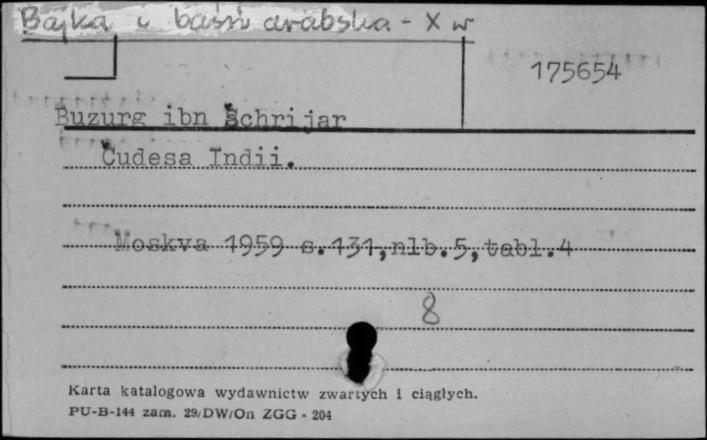 Bajka i baśń arabska - X w
175654
Buzurg ibn Šchrijar
Čudesa Indii.
Moskva 1959 s.131,nlb.5,tabl.4
8
Karta katalogowa wydawnictw zwartych i ciągłych.
PU-B-144 zam. 29/DW/On ZGG - 204